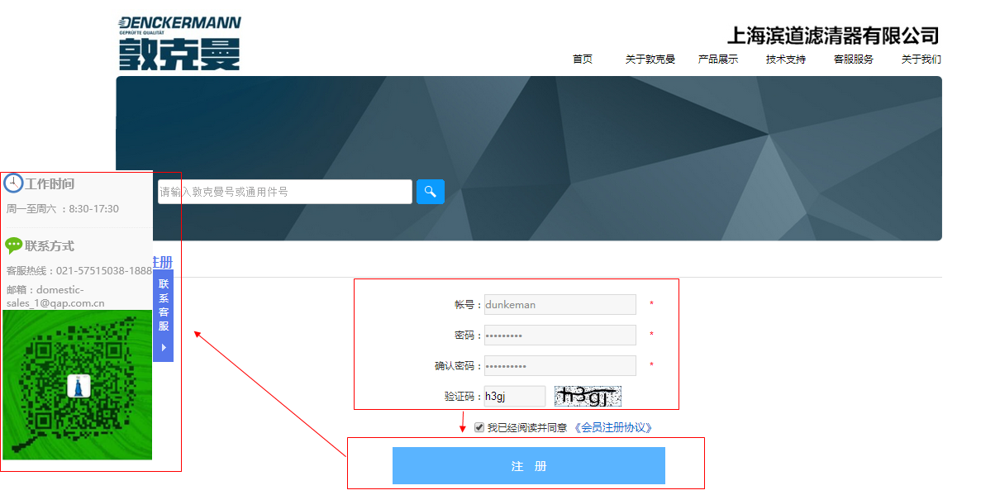 DENCKERMANN
GEPRÜFTE QUALITÄT
敦克曼
上海滨道滤清器有限公司
首页 关于敦克曼 产品展示 技术支持 客服服务 关于我们
请输入敦克曼号或通用件号
工作时间
周一至周六 ：8:30-17:30
联系方式
客服热线：021-57515038-1888
邮箱：domestic-
sales_1@qap.com.cn
注册
联
系
客
服
帐号： dunkeman *
密码： ••••••••• *
确认密码： •••••••••• *
验证码： h3gj h3gj
我已经阅读并同意 《会员注册协议》
注 册